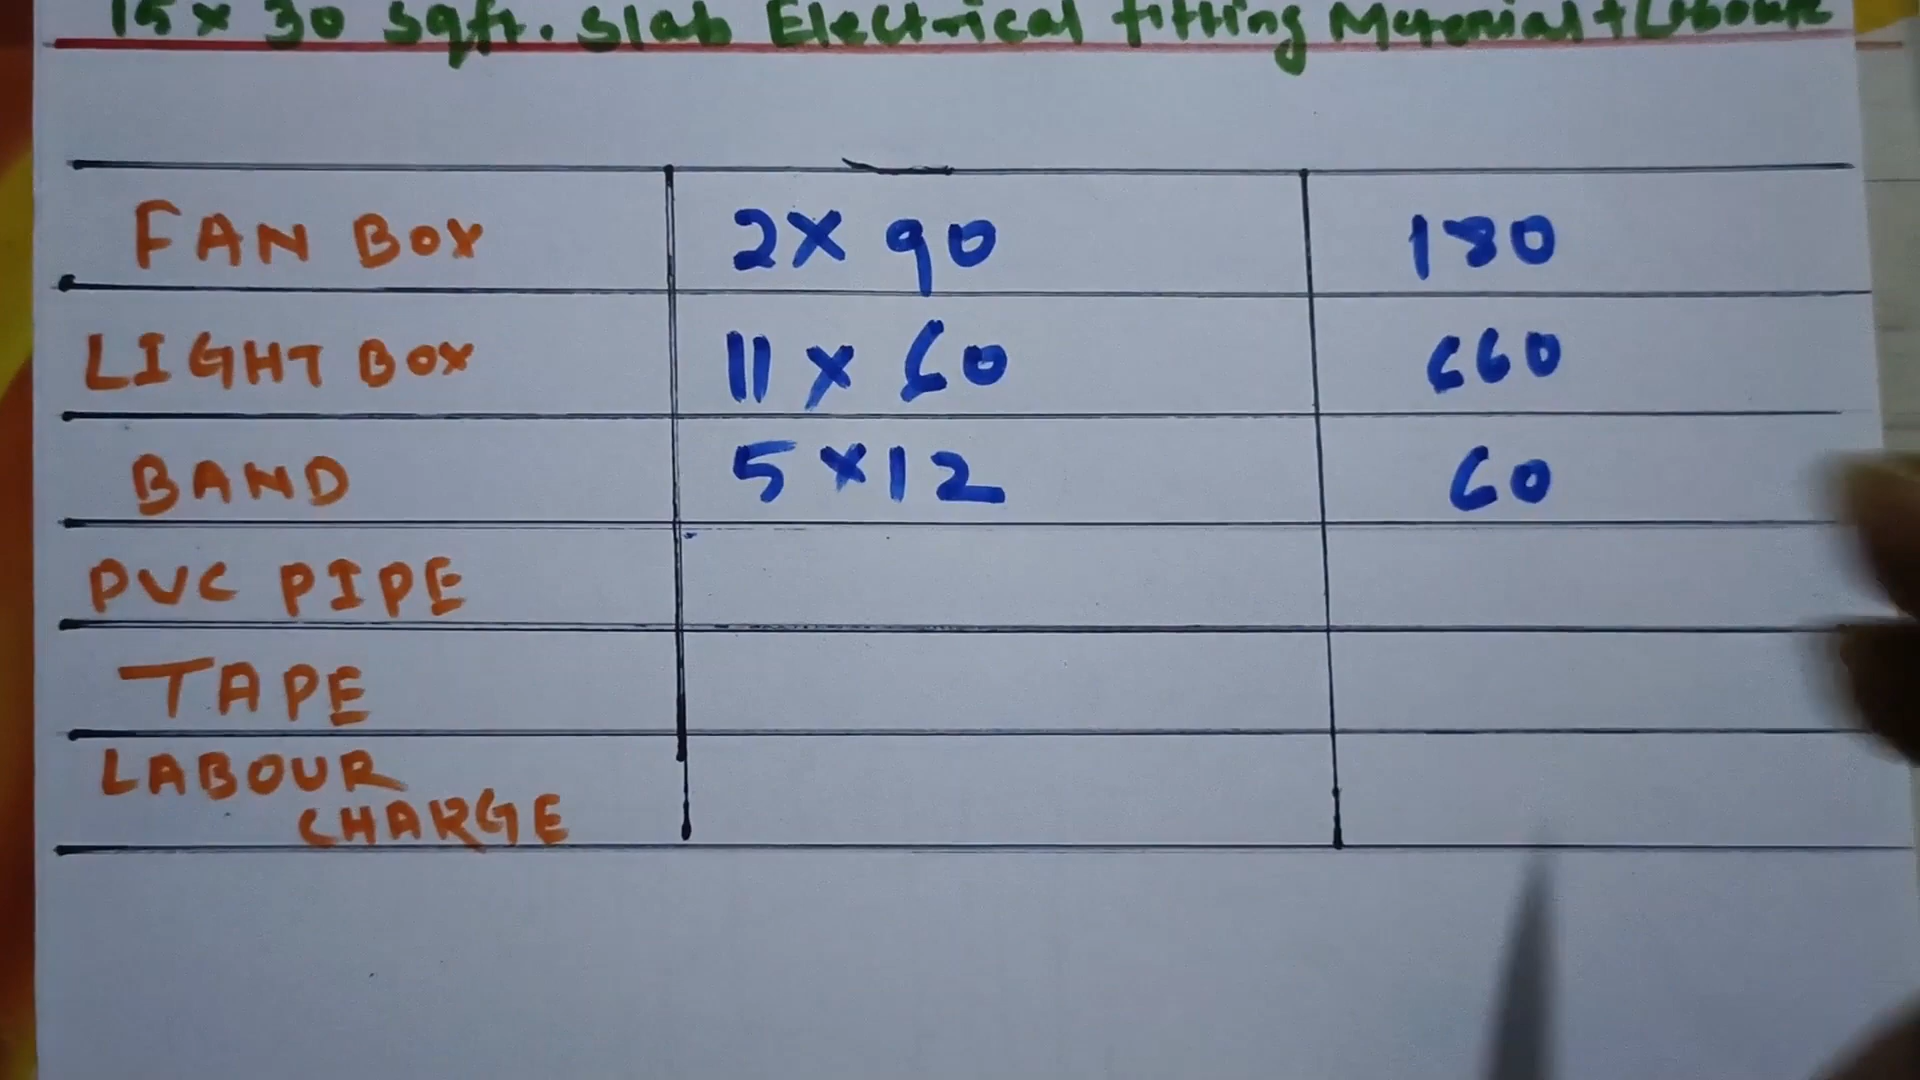 15 x 30 Sqft. Slab Electrical fitting Material + Labour
FAN BOX 2 x 90 180
LIGHT BOX 11 x 60 660
BAND 5 x 12 60
PVC PIPE
TAPE
LABOUR
CHARGE